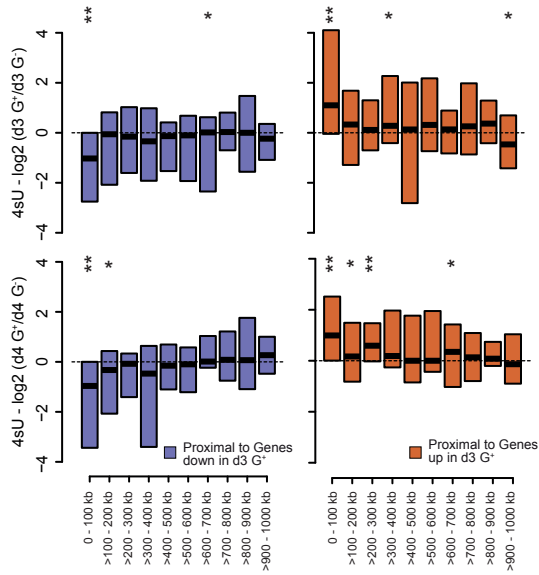 ** *
** * *
4sU - log2 (d3 G⁺/d3 G⁻)
4
2
0
−2
−4
** *
** * ** *
4sU - log2 (d4 G⁺/d4 G⁻)
4
2
0
−2
−4
Proximal to Genes
down in d3 G⁺
Proximal to Genes
up in d3 G⁺
0 - 100 kb
>100 - 200 kb
>200 - 300 kb
>300 - 400 kb
>400 - 500 kb
>500 - 600 kb
>600 - 700 kb
>700 - 800 kb
>800 - 900 kb
>900 - 1000 kb
0 - 100 kb
>100 - 200 kb
>200 - 300 kb
>300 - 400 kb
>400 - 500 kb
>500 - 600 kb
>600 - 700 kb
>700 - 800 kb
>800 - 900 kb
>900 - 1000 kb